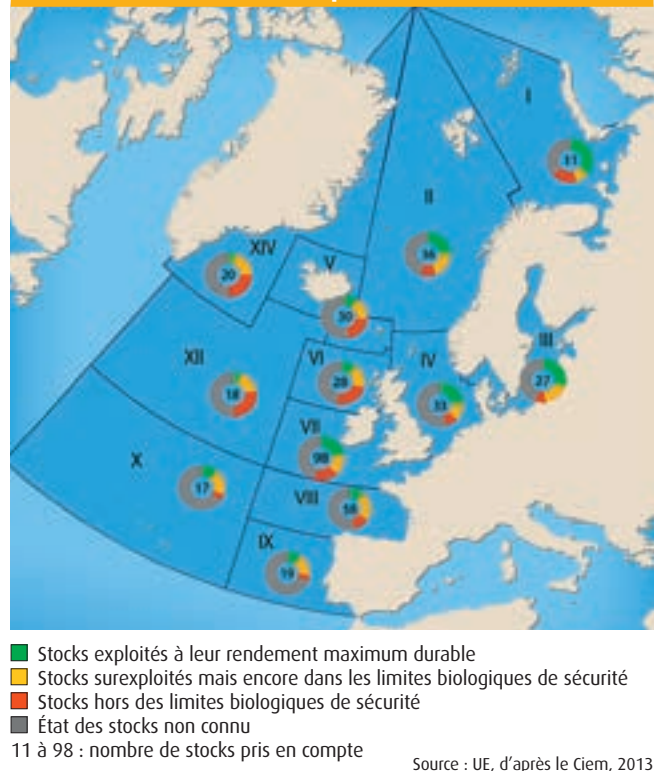 I
11
II
36
XIV
V
20
30
III
XII
VI
IV
27
28
18
33
VII
X
98
17
VIII
58
IX
19
Stocks exploités à leur rendement maximum durable
Stocks surexploités mais encore dans les limites biologiques de sécurité
Stocks hors des limites biologiques de sécurité
État des stocks non connu
11 à 98 : nombre de stocks pris en compte
Source : UE, d'après le Ciem, 2013